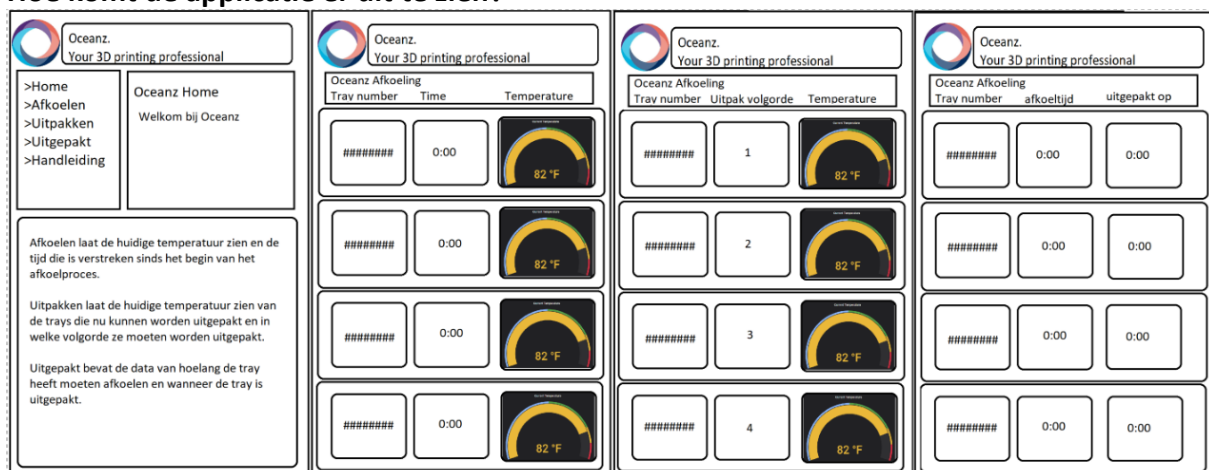 Hoe komt de applicatie er uit te zien?
Oceanz.
Your 3D printing professional
>Home
>Afkoelen
>Uitpakken
>Uitgepakt
>Handleiding
Oceanz Home
Welkom bij Oceanz
Afkoelen laat de huidige temperatuur zien en de
tijd die is verstreken sinds het begin van het
afkoelproces.
Uitpakken laat de huidige temperatuur zien van
de trays die nu kunnen worden uitgepakt en in
welke volgorde ze moeten worden uitgepakt.
Uitgepakt bevat de data van hoelang de tray
heeft moeten afkoelen en wanneer de tray is
uitgepakt.
Oceanz.
Your 3D printing professional
Oceanz Afkoeling
Tray number Time Temperature
######## 0:00 82 °F
######## 0:00 82 °F
######## 0:00 82 °F
######## 0:00 82 °F
Oceanz.
Your 3D printing professional
Oceanz Afkoeling
Tray number Uitpak volgorde Temperature
######## 1 82 °F
######## 2 82 °F
######## 3 82 °F
######## 4 82 °F
Oceanz.
Your 3D printing professional
Oceanz Afkoeling
Tray number afkoeltijd uitgepakt op
######## 0:00 0:00
######## 0:00 0:00
######## 0:00 0:00
######## 0:00 0:00